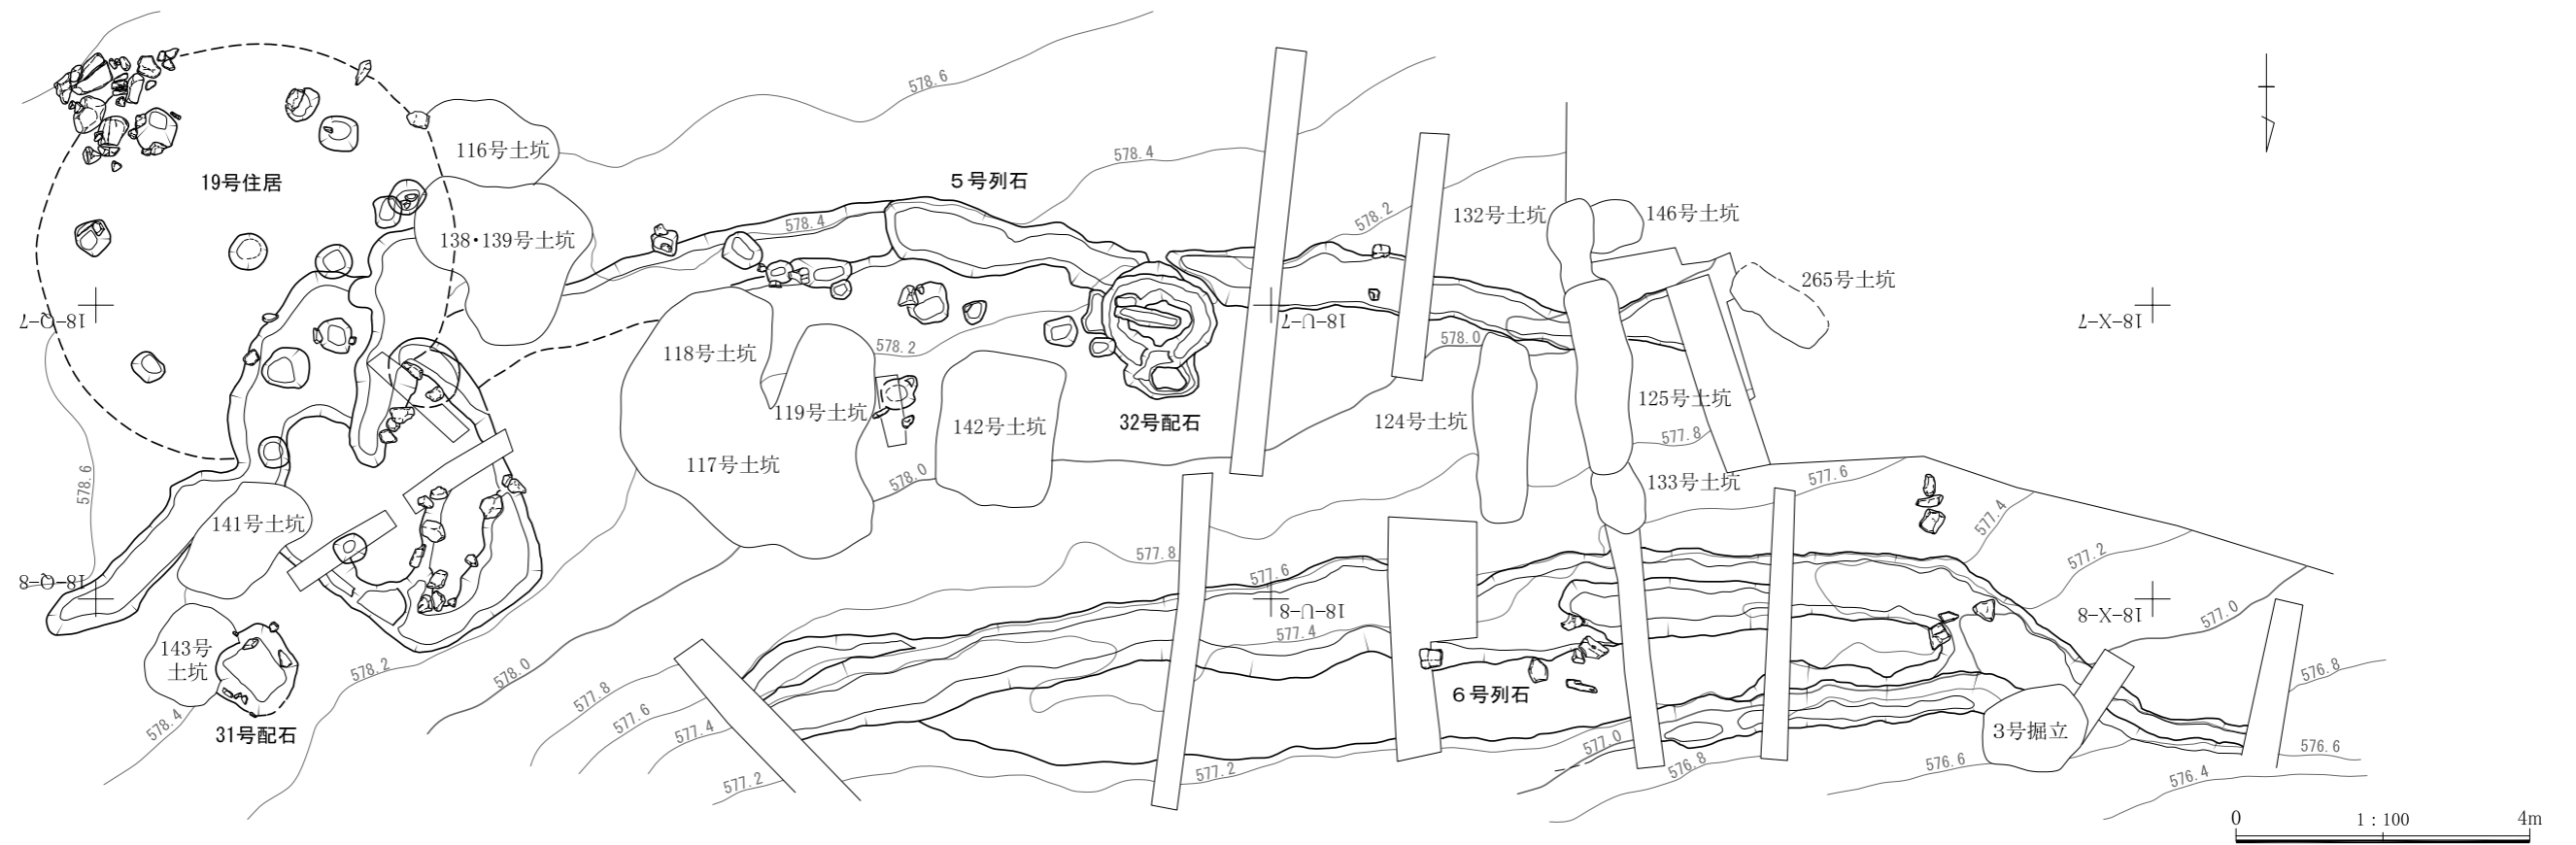 578.6
116号土坑
578.4
19号住居
5号列石
578.2
132号土坑
146号土坑
578.4
138・139号土坑
265号土坑
18-Q-7
18-U-7
18-X-7
118号土坑
578.2
578.0
119号土坑
125号土坑
142号土坑
32号配石
124号土坑
577.8
117号土坑
578.6
578.0
577.6
133号土坑
141号土坑
577.4
577.8
577.2
18-Q-8
577.6
18-U-8
18-X-8
577.0
577.4
143号
土坑
578.2
578.0
576.8
577.8
6号列石
577.6
578.4
31号配石
577.4
3号掘立
577.0
576.6
576.8
576.6
577.2
577.2
576.4
0
1：100
4m